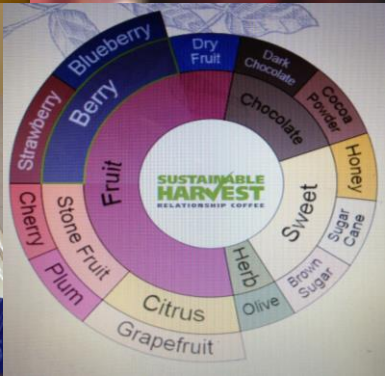 Dry
Fruit
Dark
Chocolate
Cocoa
Powder
Chocolate
Honey
Sweet
Sugar
Cane
Brown
Sugar
Herb
Olive
Citrus
Grapefruit
Fruit
Stone Fruit
Plum
Cherry
Berry
Strawberry
Blueberry
SUSTAINABLE
HARVEST
RELATIONSHIP COFFEE